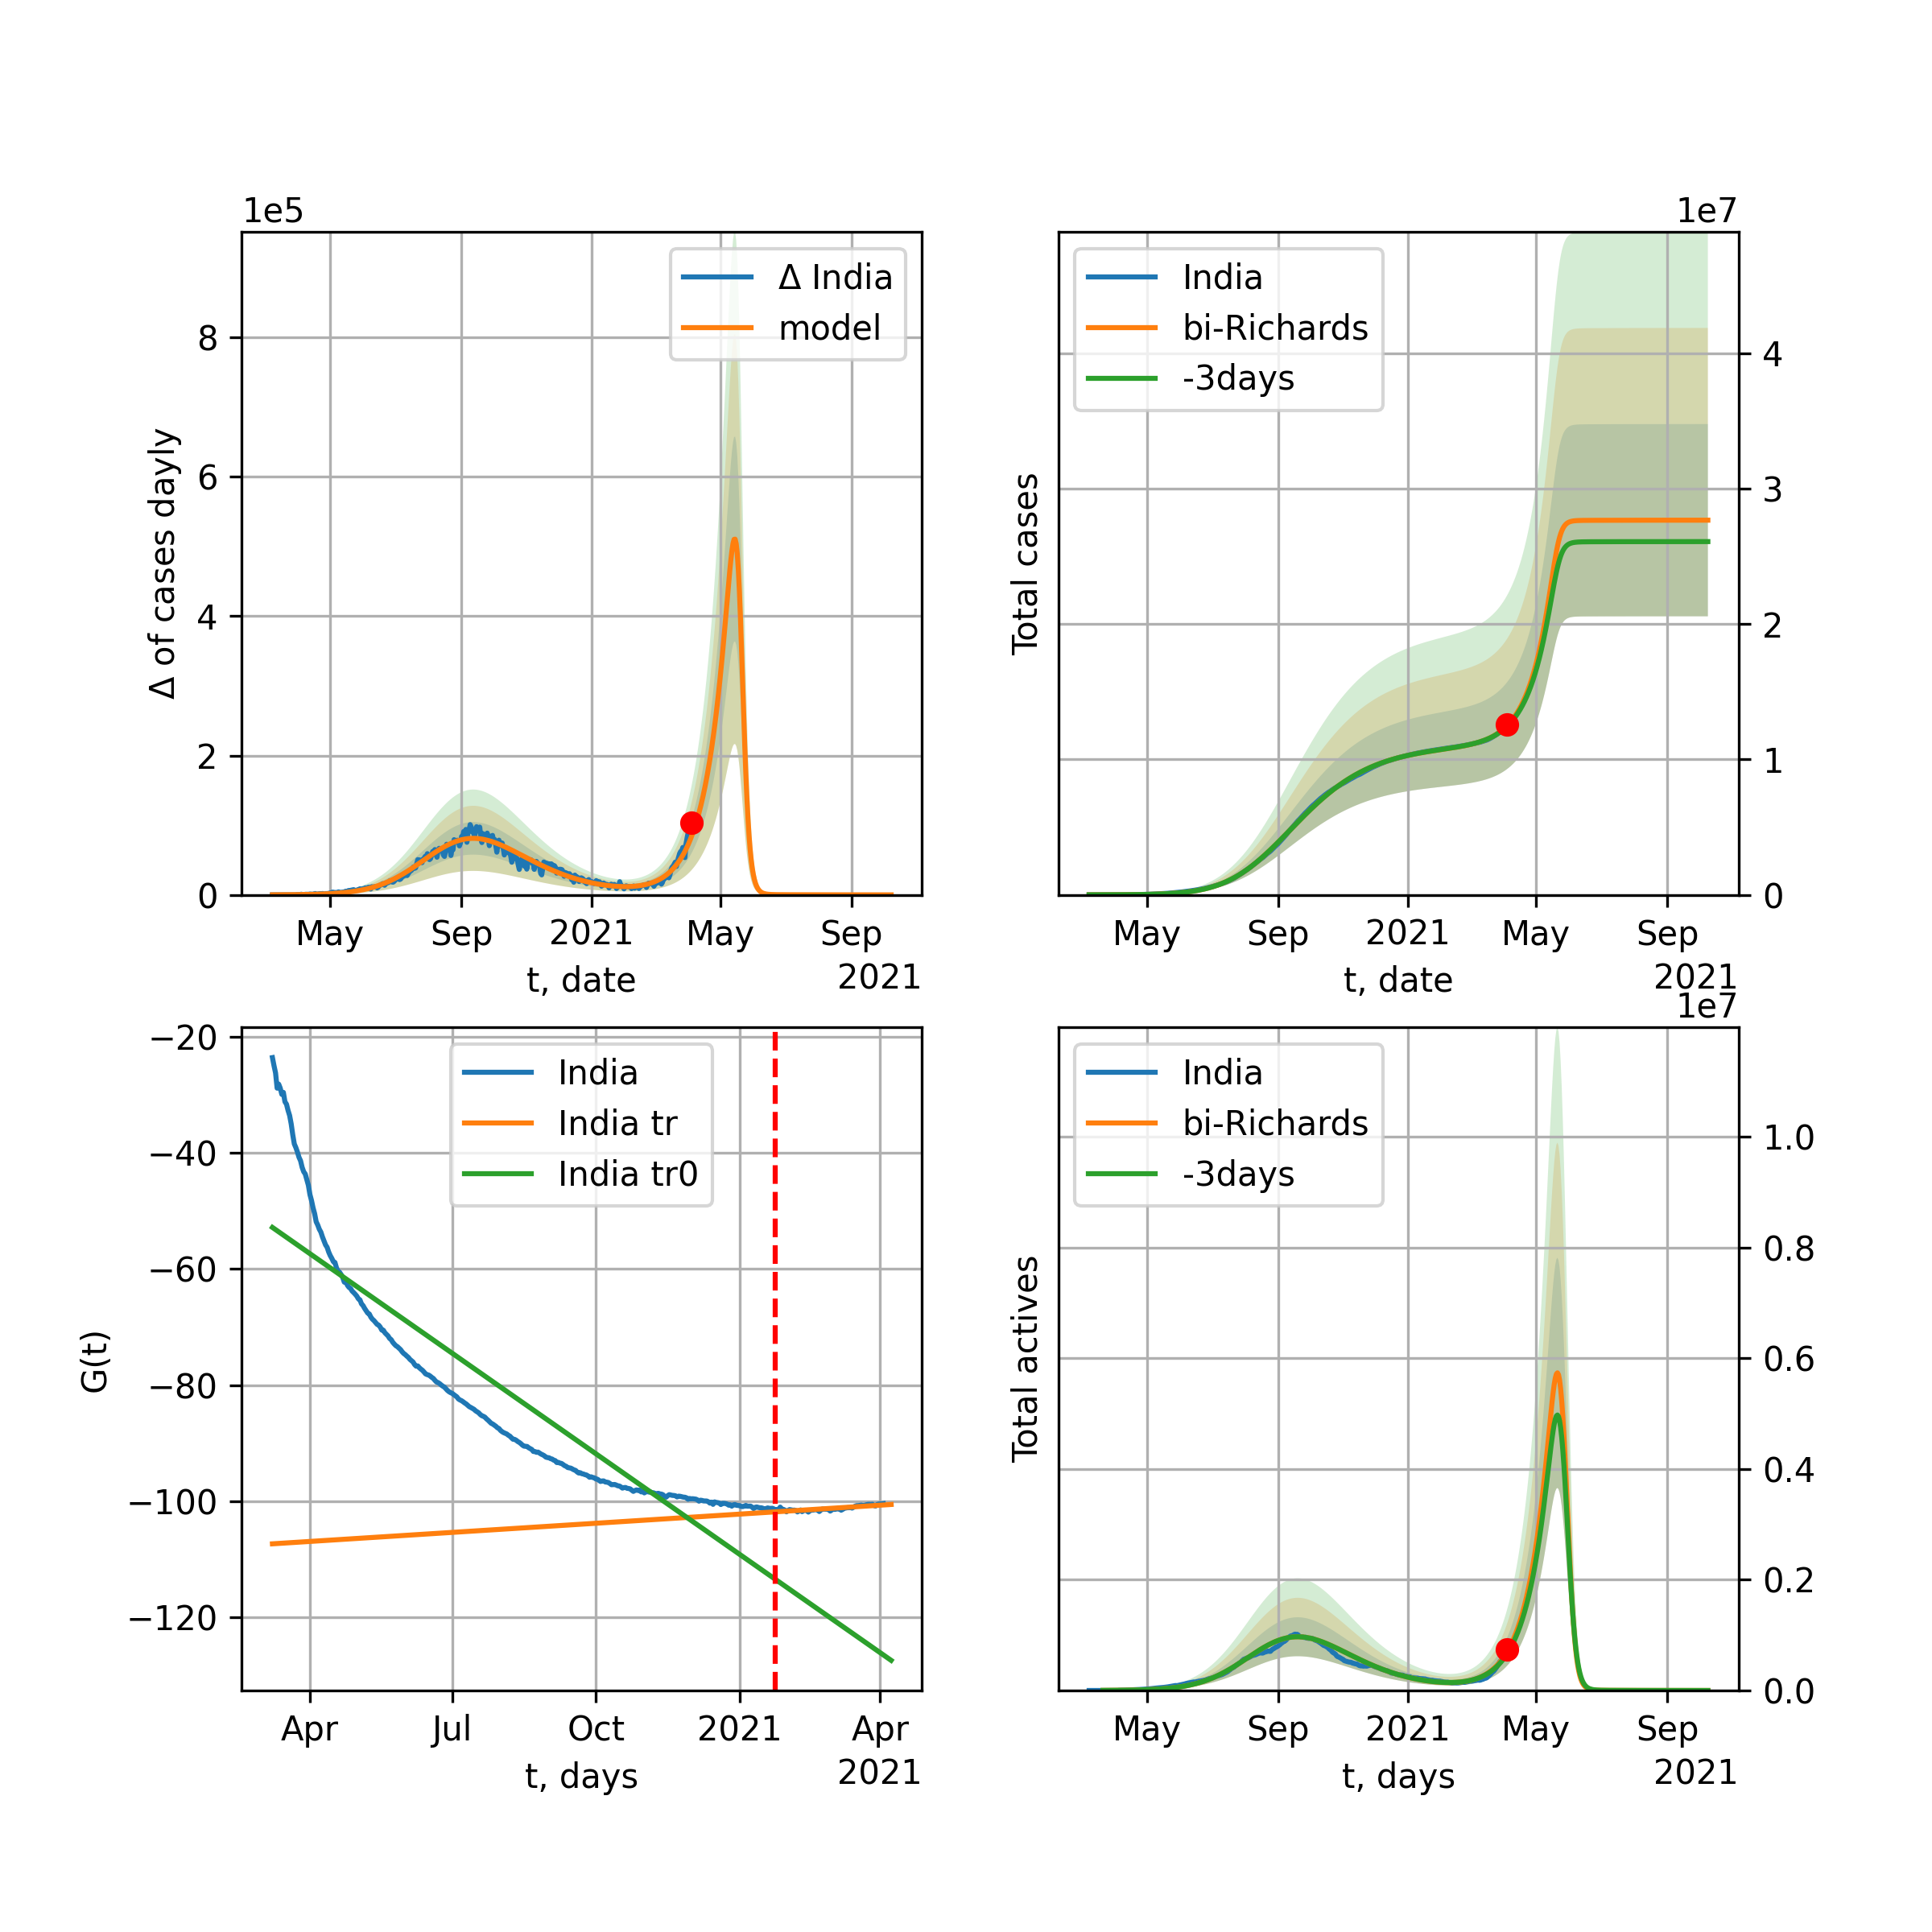 1e5
Δ India
model
8
6
4
2
0
Δ of cases dayly
May Sep 2021 May Sep
2021
t, date
1e7
India
bi-Richards
-3days
4
3
2
1
0
Total cases
May Sep 2021 May Sep
2021
t, date
India
India tr
India tr0
−20
−40
−60
−80
−100
−120
G(t)
Apr Jul Oct 2021 Apr
2021
t, days
1e7
India
bi-Richards
-3days
1.0
0.8
0.6
0.4
0.2
0.0
Total actives
May Sep 2021 May Sep
2021
t, days